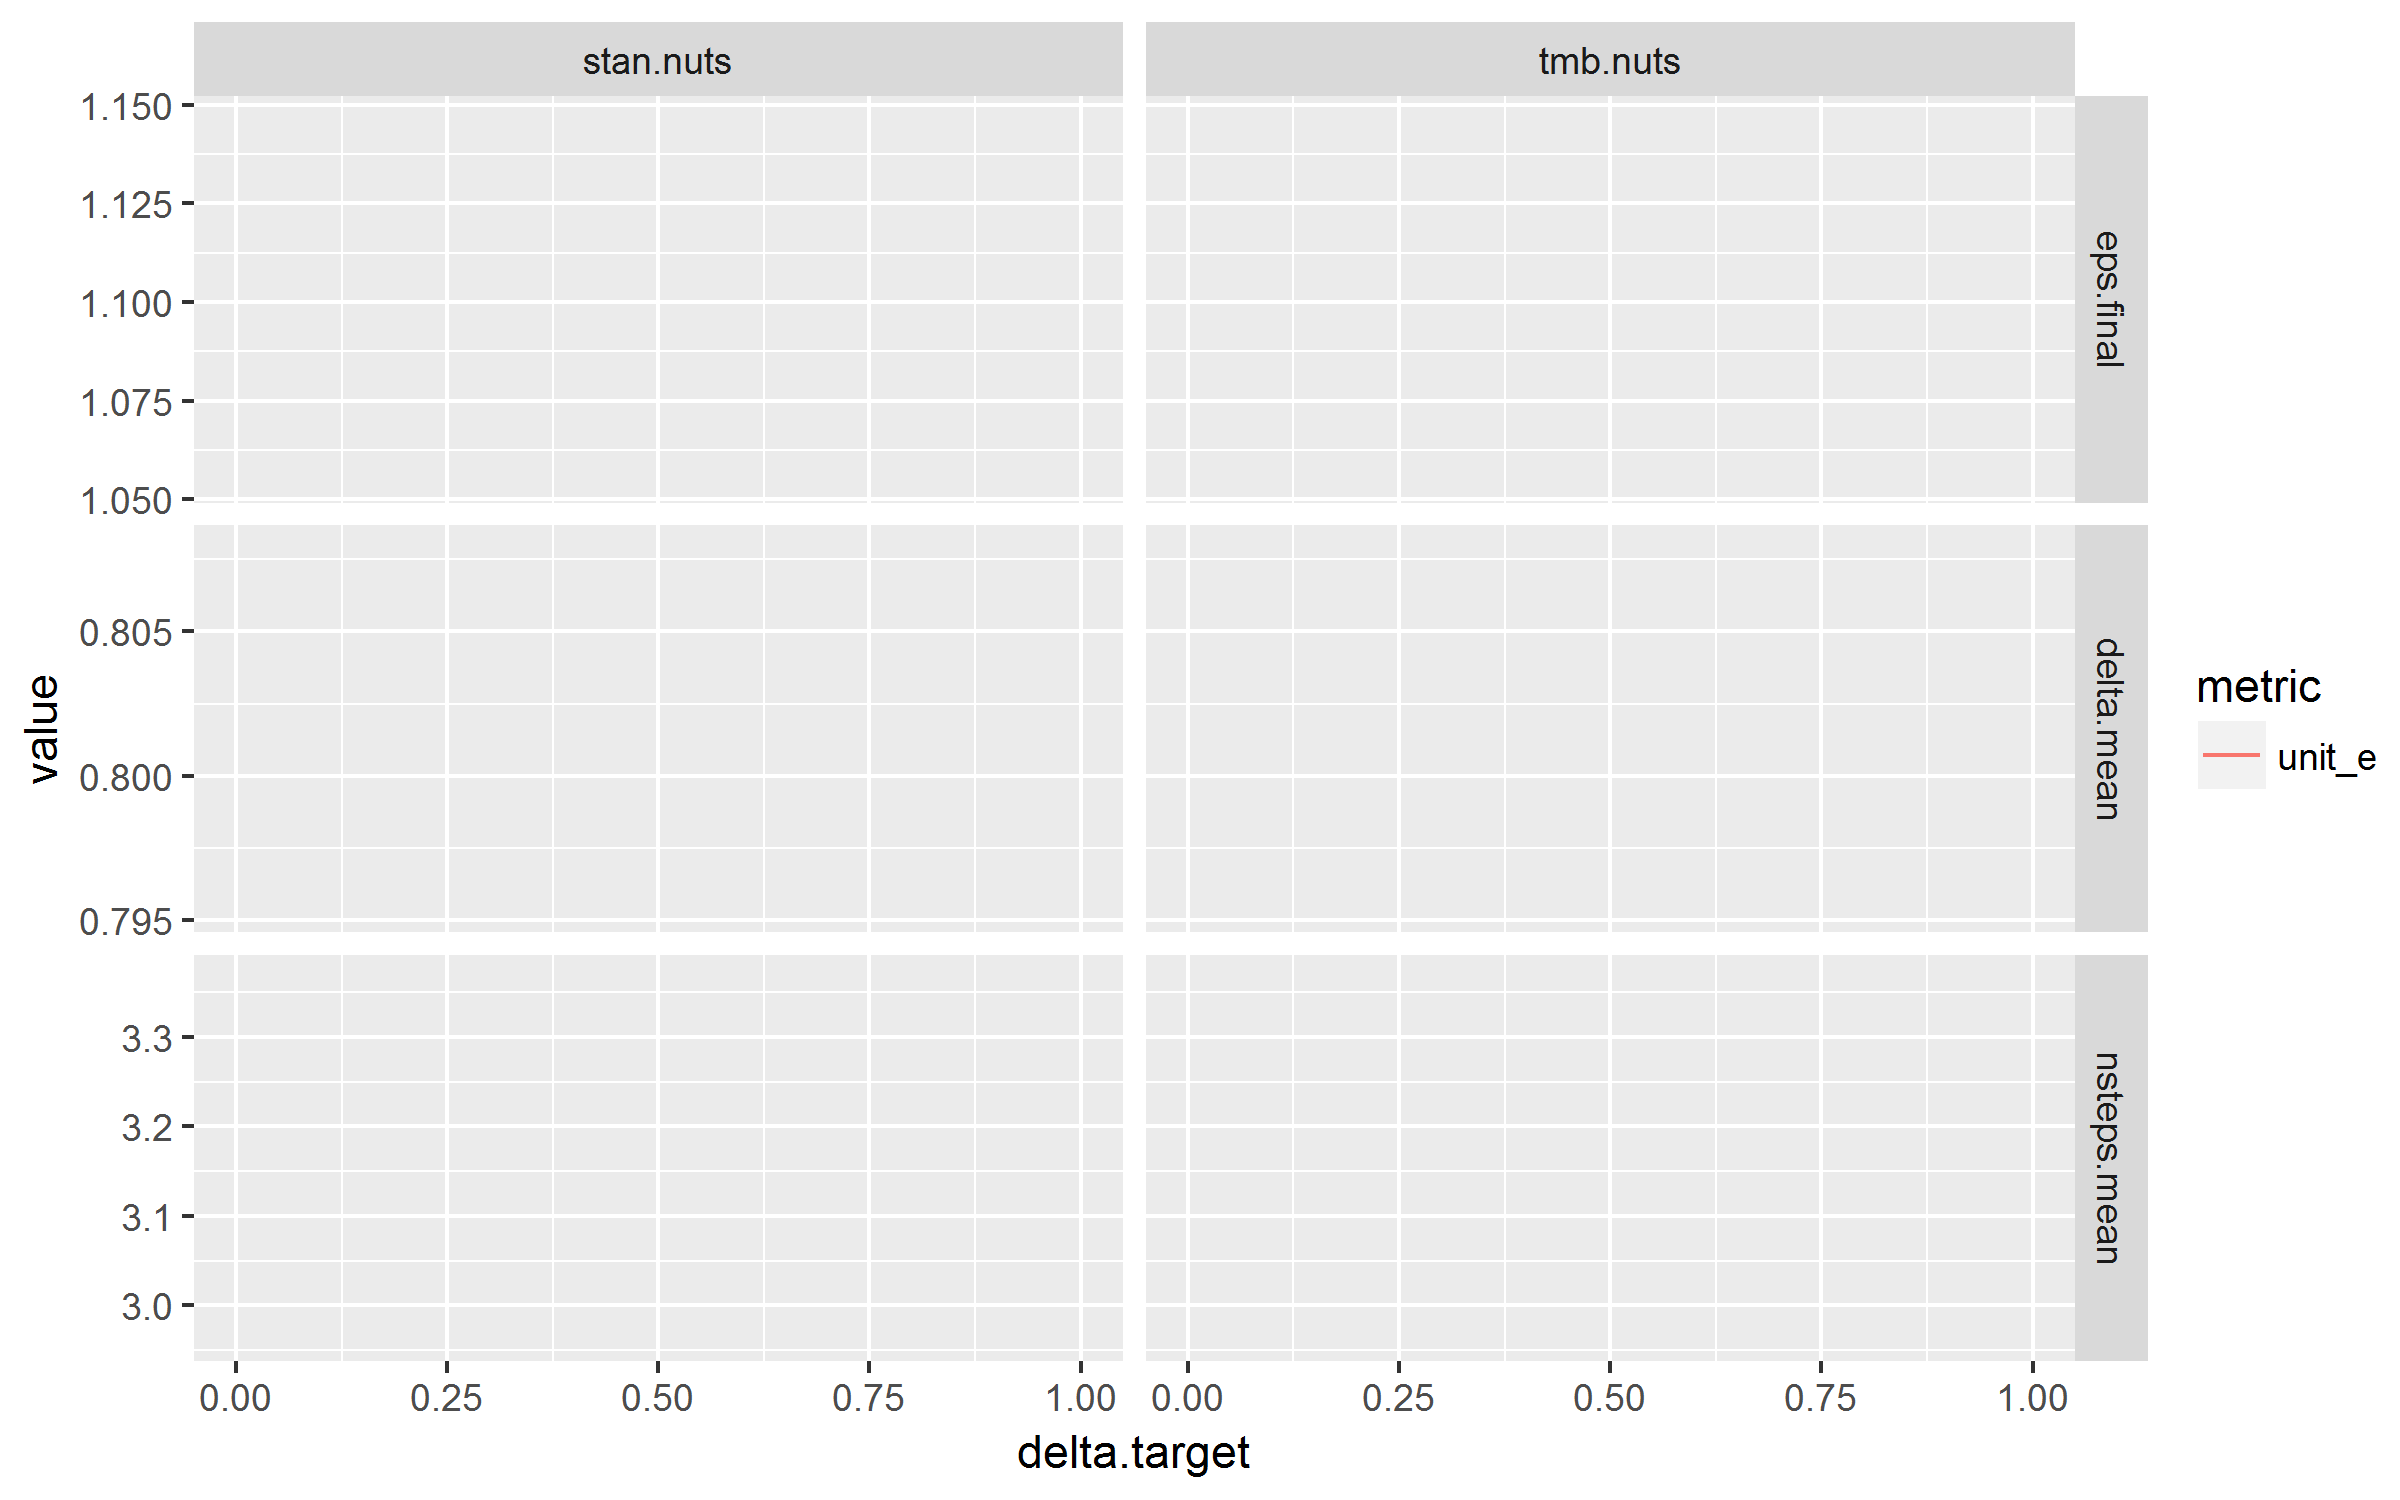 stan.nuts
tmb.nuts
1.150
1.125
1.100
1.075
1.050
eps.final
0.805
0.800
0.795
delta.mean
3.3
3.2
3.1
3.0
nsteps.mean
value
0.00 0.25 0.50 0.75 1.00
0.00 0.25 0.50 0.75 1.00
delta.target
metric
unit_e